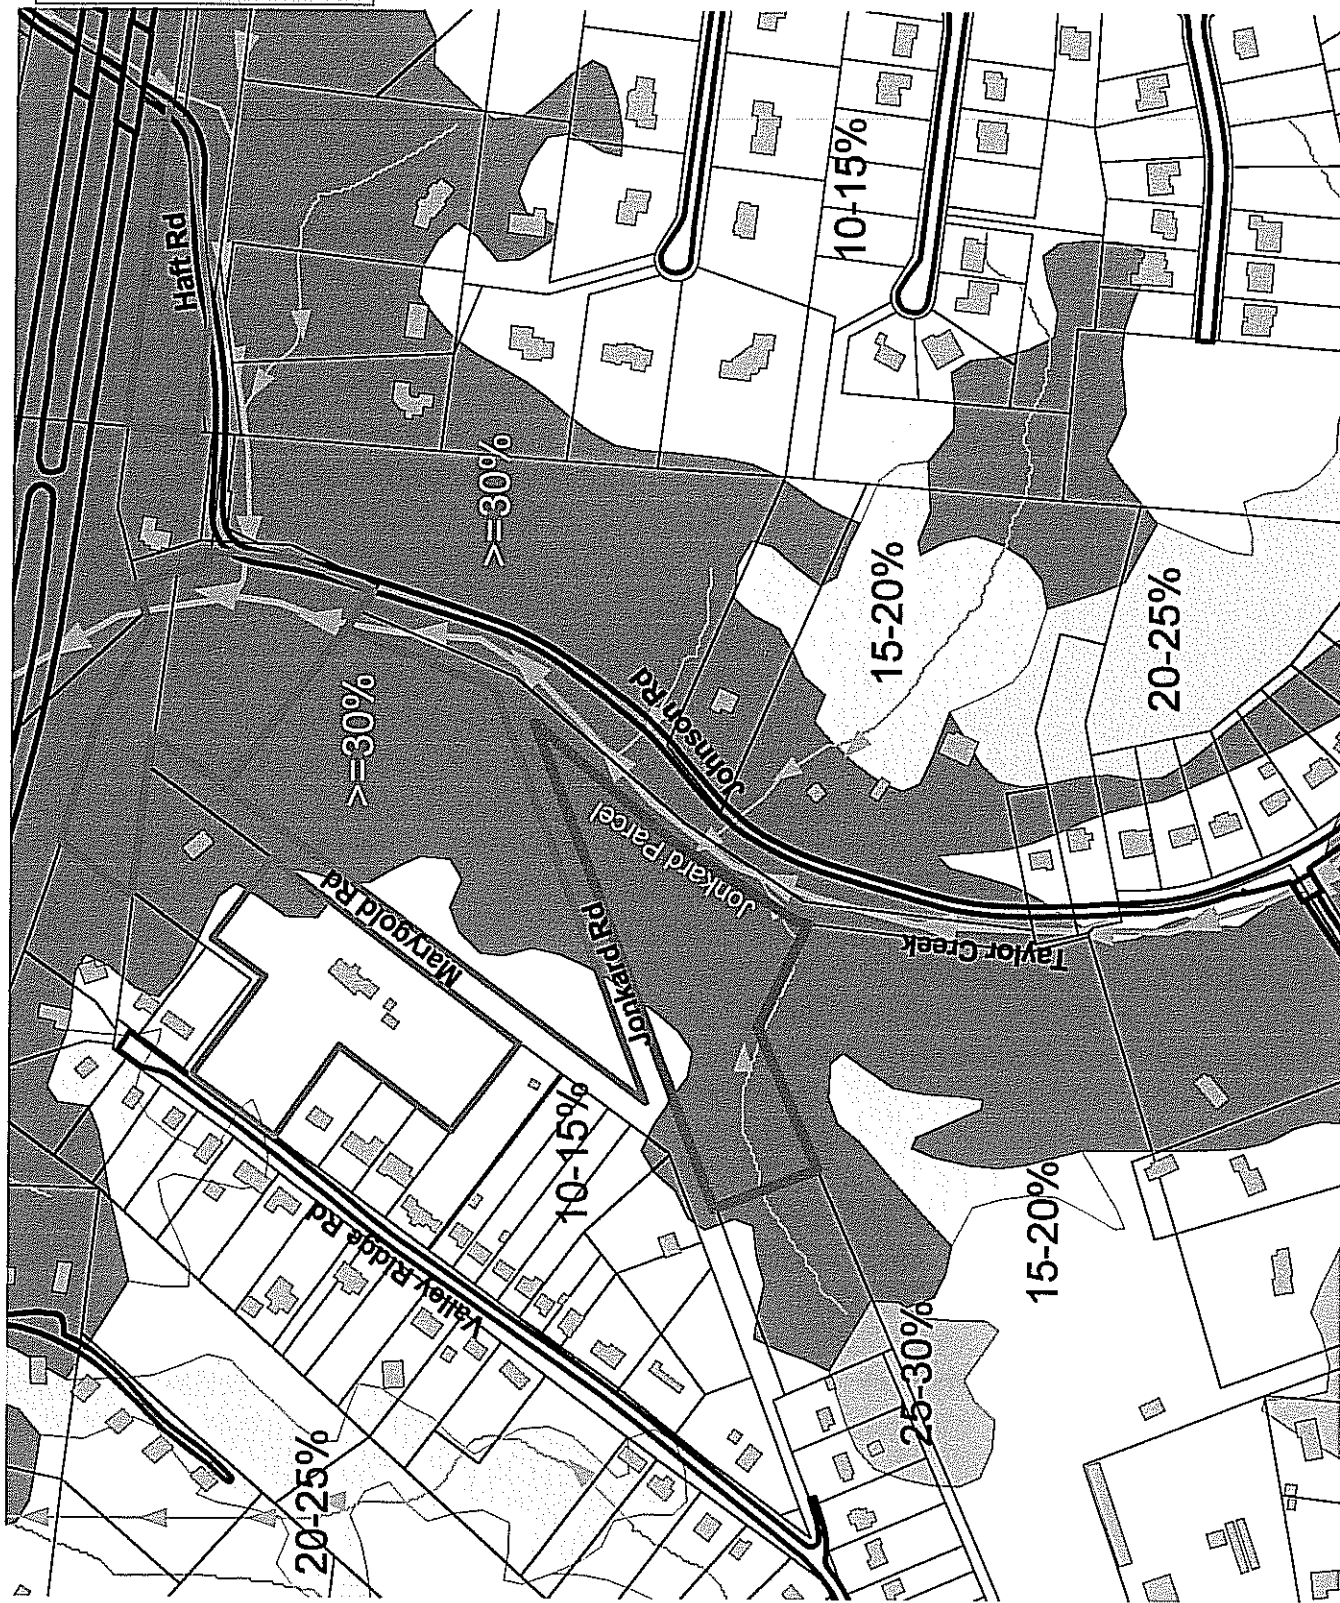 Haft Rd
10-15%
>=30%
>=30%
15-20%
20-25%
Johnson Rd
Jonkard Parcel
Jonkard Rd
Marygold Rd
Taylor Creek
10-15%
Valley Ridge Rd
15-20%
25-30%
20-25%